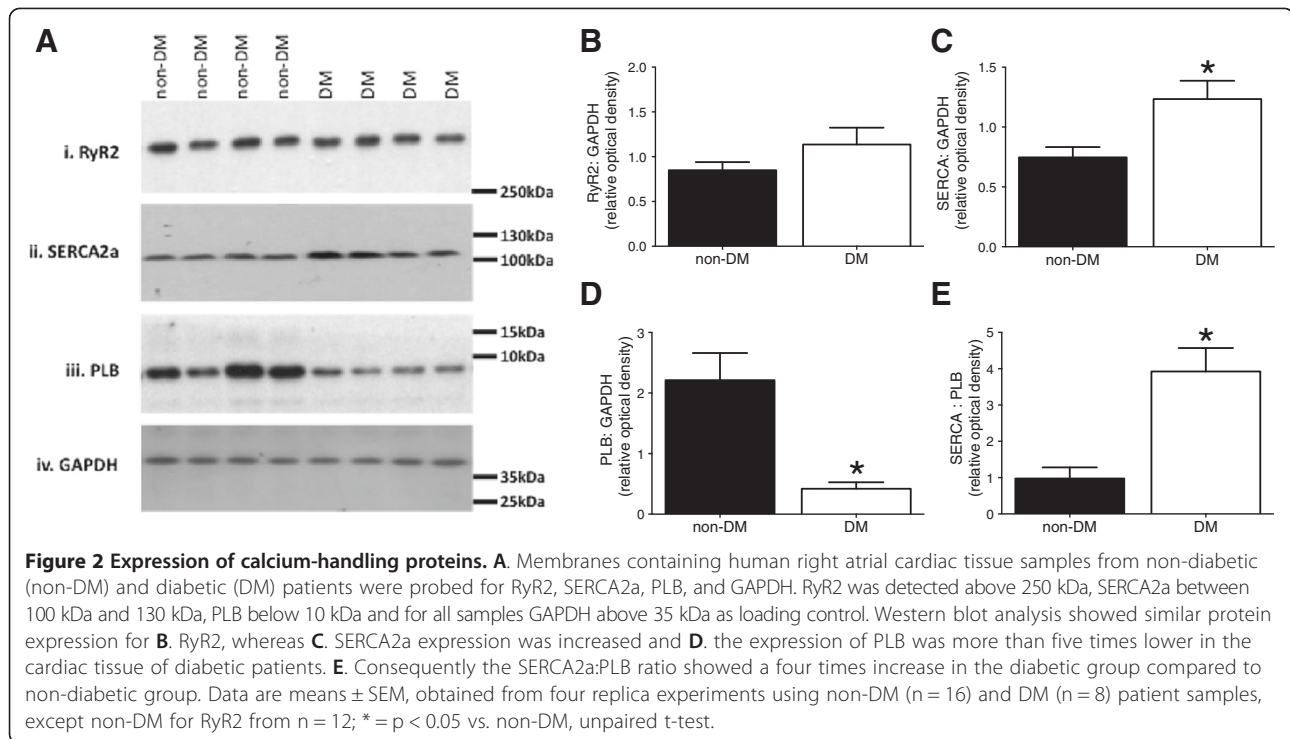 A
non-DM non-DM non-DM non-DM DM DM DM DM
i. RyR2
250kDa
ii. SERCA2a
130kDa
100kDa
iii. PLB
15kDa
10kDa
iv. GAPDH
35kDa
25kDa
B
RyR2: GAPDH
(relative optical density)
2.0
1.5
1.0
0.5
0.0
non-DM DM
C
SERCA: GAPDH
(relative optical density)
1.5
1.0
0.5
0.0
*
non-DM DM
D
PLB: GAPDH
(relative optical density)
3
2
1
0
*
non-DM DM
E
SERCA : PLB
(relative optical density)
5
4
3
2
1
0
*
non-DM DM
Figure 2 Expression of calcium-handling proteins. A. Membranes containing human right atrial cardiac tissue samples from non-diabetic
(non-DM) and diabetic (DM) patients were probed for RyR2, SERCA2a, PLB, and GAPDH. RyR2 was detected above 250 kDa, SERCA2a between
100 kDa and 130 kDa, PLB below 10 kDa and for all samples GAPDH above 35 kDa as loading control. Western blot analysis showed similar protein
expression for B. RyR2, whereas C. SERCA2a expression was increased and D. the expression of PLB was more than five times lower in the
cardiac tissue of diabetic patients. E. Consequently the SERCA2a:PLB ratio showed a four times increase in the diabetic group compared to
non-diabetic group. Data are means ± SEM, obtained from four replica experiments using non-DM (n = 16) and DM (n = 8) patient samples,
except non-DM for RyR2 from n = 12; * = p < 0.05 vs. non-DM, unpaired t-test.